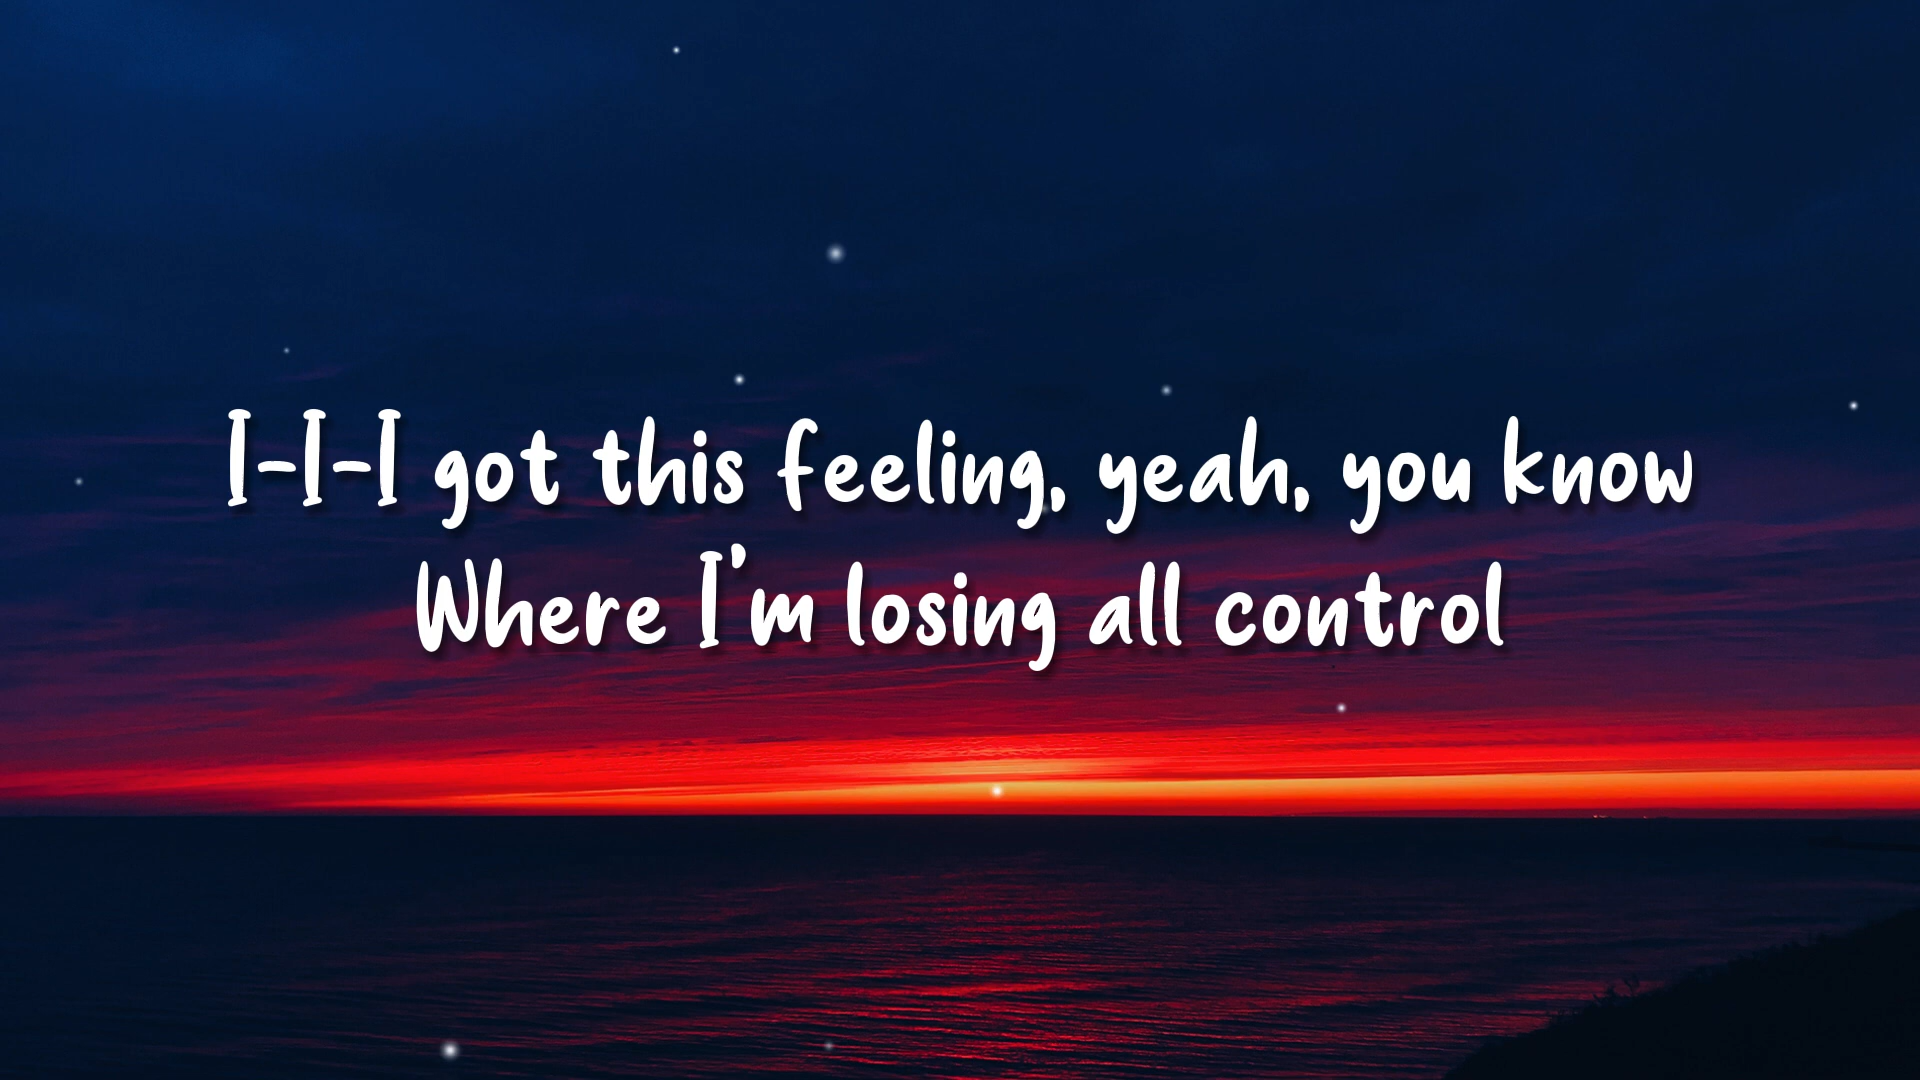 I-I-I got this feeling, yeah, you know
Where I'm losing all control